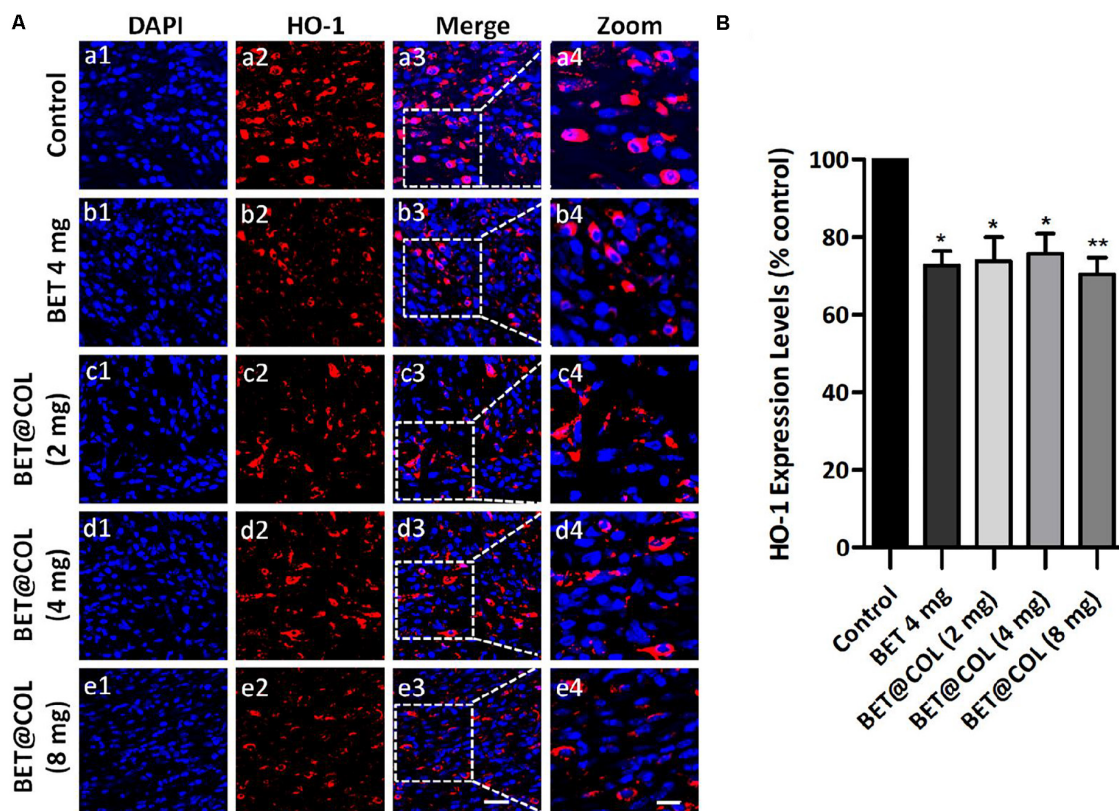 A
DAPI HO-1 Merge Zoom
Control
a1 a2 a3 a4
BET 4 mg
b1 b2 b3 b4
BET@COL
(2 mg)
c1 c2 c3 c4
BET@COL
(4 mg)
d1 d2 d3 d4
BET@COL
(8 mg)
e1 e2 e3 e4
B
HO-1 Expression Levels (% control)
100
80
60
40
20
0
* * * **
Control
BET 4 mg
BET@COL (2 mg)
BET@COL (4 mg)
BET@COL (8 mg)